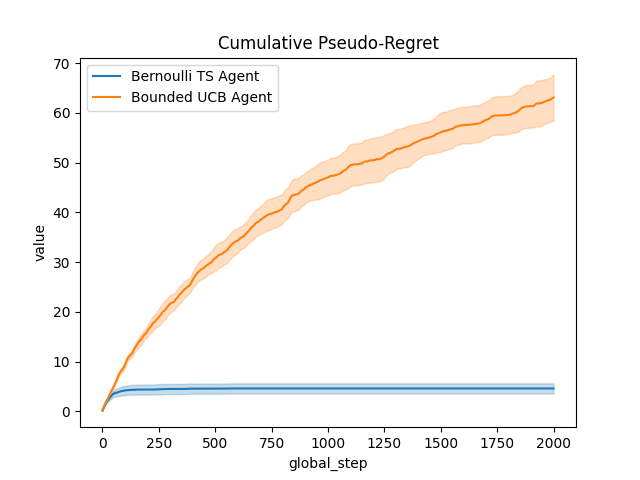 Cumulative Pseudo-Regret
Bernoulli TS Agent
Bounded UCB Agent
value
70
60
50
40
30
20
10
0
0 250 500 750 1000 1250 1500 1750 2000
global_step